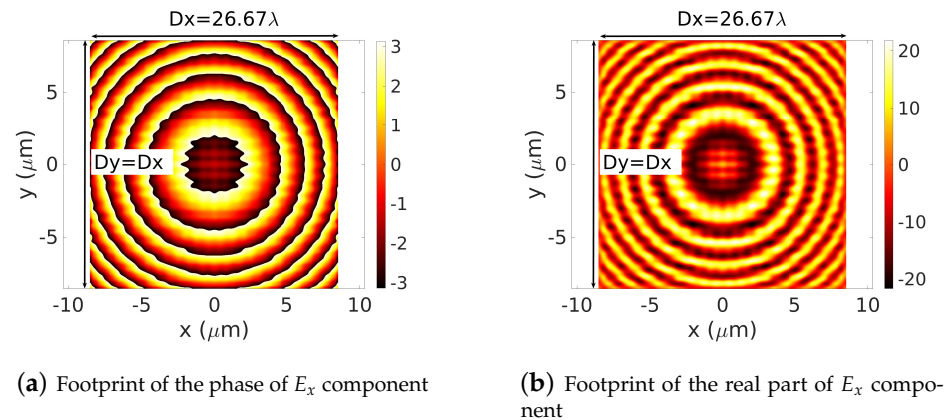 Dx=26.67λ
Dy=Dx
5
0
-5
-10 -5 0 5 10
x (μm)
y (μm)
3
2
1
0
-1
-2
-3
Dx=26.67λ
Dy=Dx
5
0
-5
-10 -5 0 5 10
x (μm)
y (μm)
20
10
0
-10
-20
(a) Footprint of the phase of Eₓ component
(b) Footprint of the real part of Eₓ compo-
nent